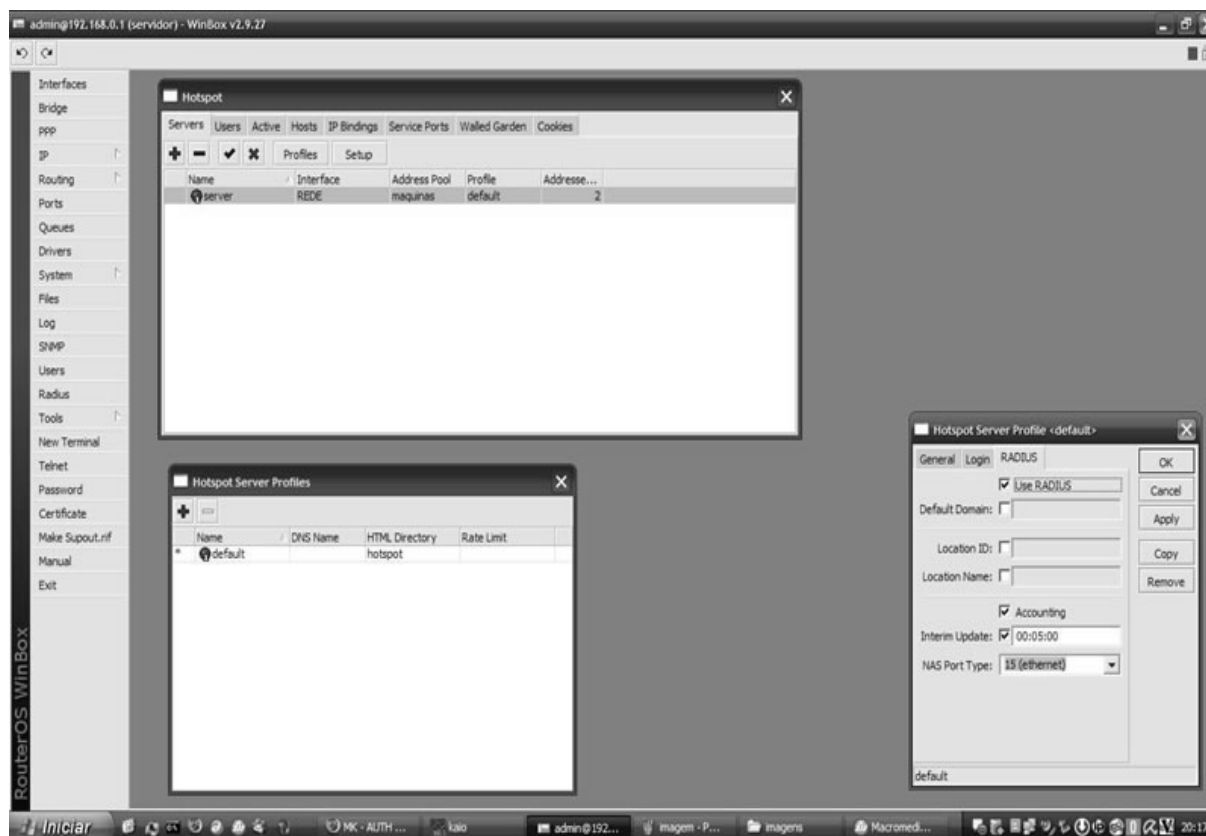 admin@192.168.0.1 (servidor) - WinBox v2.9.27
Interfaces
Bridge
PPP
IP
Routing
Ports
Queues
Drivers
System
Files
Log
SNMP
Users
Radius
Tools
New Terminal
Telnet
Password
Certificate
Make Supout.rif
Manual
Exit
RouterOS WinBox
Hotspot
Servers Users Active Hosts IP Bindings Service Ports Walled Garden Cookies
Profiles Setup
Name Interface Address Pool Profile Addresse...
server REDE maquinas default 2
Hotspot Server Profiles
Name DNS Name HTML Directory Rate Limit
* default hotspot
Hotspot Server Profile <default>
General Login RADIUS
OK
Use RADIUS
Cancel
Default Domain:
Apply
Location ID:
Copy
Location Name:
Remove
Accounting
Interim Update: 00:05:00
NAS Port Type: 15 (ethernet)
default
Iniciar MK - AUTH ... kaio admin@192... imagem - P... imagens Macromedi... 20:17